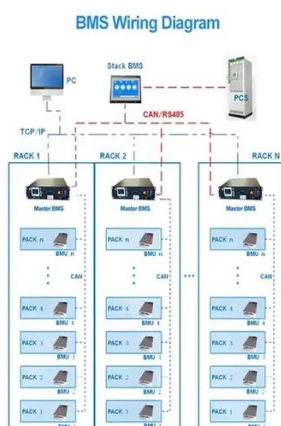 BMS Wiring Diagram
Stack BMS
PC
PCS
CAN/RS485
TCP/IP
RACK 1
RACK 2
RACK N
Master BMS
Master BMS
Master BMS
PACK n
PACK n
PACK n
BMU n
BMU n
BMU n
CAN
CAN
CAN
PACK 4
PACK 4
PACK 4
BMU 4
BMU 4
BMU 4
PACK 3
PACK 3
PACK 3
BMU 3
BMU 3
BMU 3
PACK 2
PACK 2
PACK 2
BMU 2
BMU 2
BMU 2
PACK 1
PACK 1
PACK 1